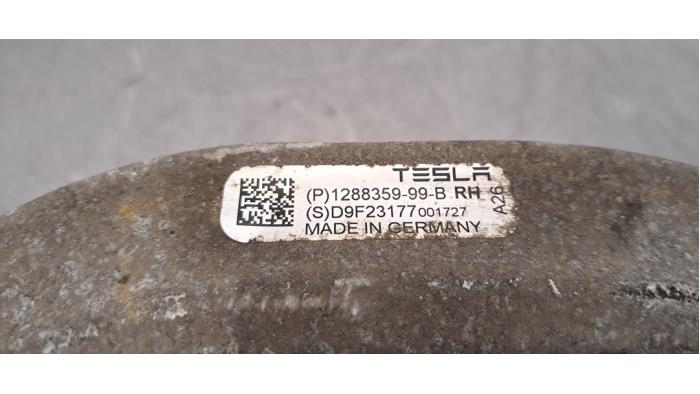 TESLA
(P)1288359-99-B RH
(S)D9F23177001727
MADE IN GERMANY
A26